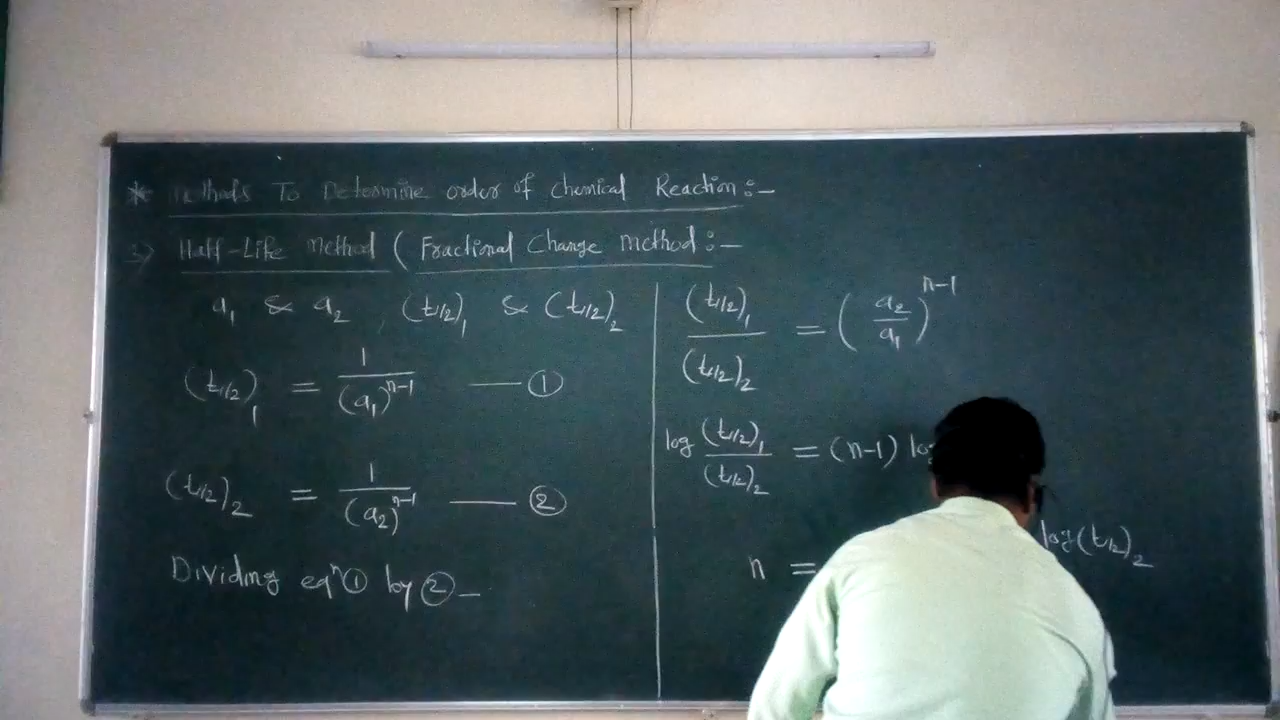 * Methods To Determine order of Chemical Reaction :-
3) Half-Life Method ( Fractional Change Method :-
a₁ & a₂ (t₁/₂)₁ & (t₁/₂)₂
(t₁/₂)₁ = 1/(a₁)ⁿ⁻¹ —— ①
(t₁/₂)₂ = 1/(a₂)ⁿ⁻¹ —— ②
Dividing eqⁿ ① by ② —
(t₁/₂)₁/(t₁/₂)₂ = (a₂/a₁)ⁿ⁻¹
log (t₁/₂)₁/(t₁/₂)₂ = (n-1)
n = log (t₁/₂)₂